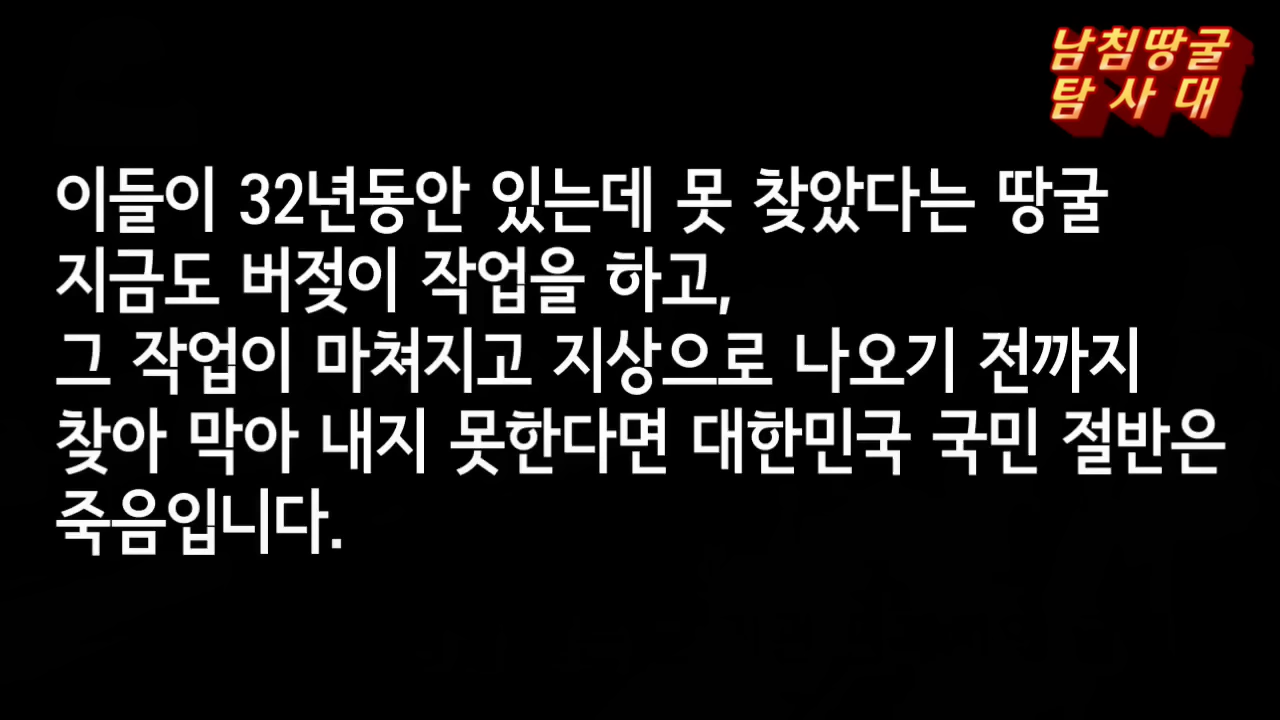 남침땅굴
탐사대
이들이 32년동안 있는데 못 찾았다는 땅굴
지금도 버젖이 작업을 하고,
그 작업이 마쳐지고 지상으로 나오기 전까지
찾아 막아 내지 못한다면 대한민국 국민 절반은
죽음입니다.